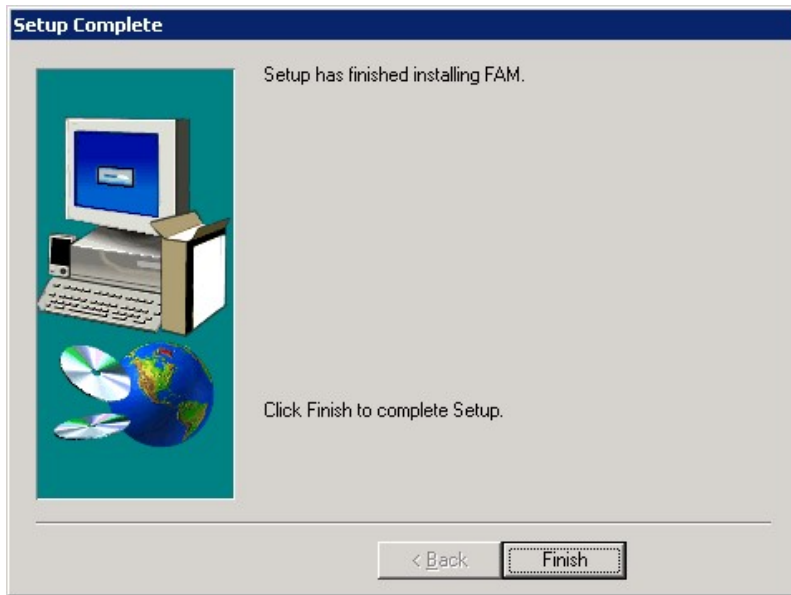 Setup Complete
Setup has finished installing FAM.
Click Finish to complete Setup.
< Back
Finish